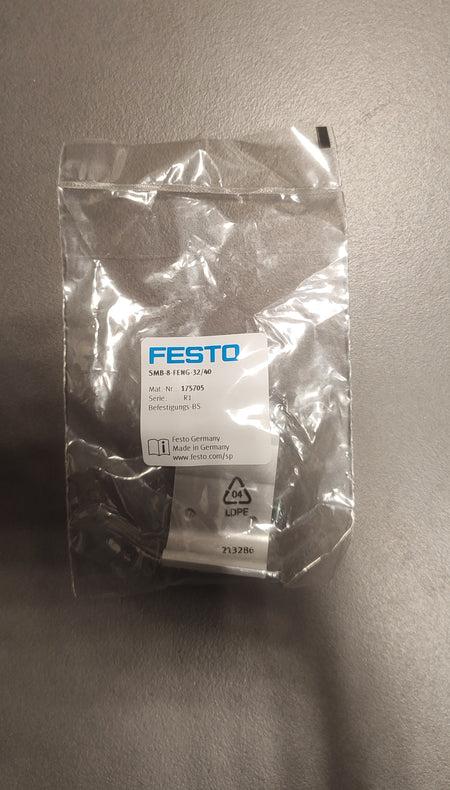 FESTO
SMB-8-FENG-32/40
Mat.-Nr.: 175705
Serie: R1
Befestigungs-BS
Festo Germany
Made in Germany
www.festo.com/sp
04
LDPE
213286